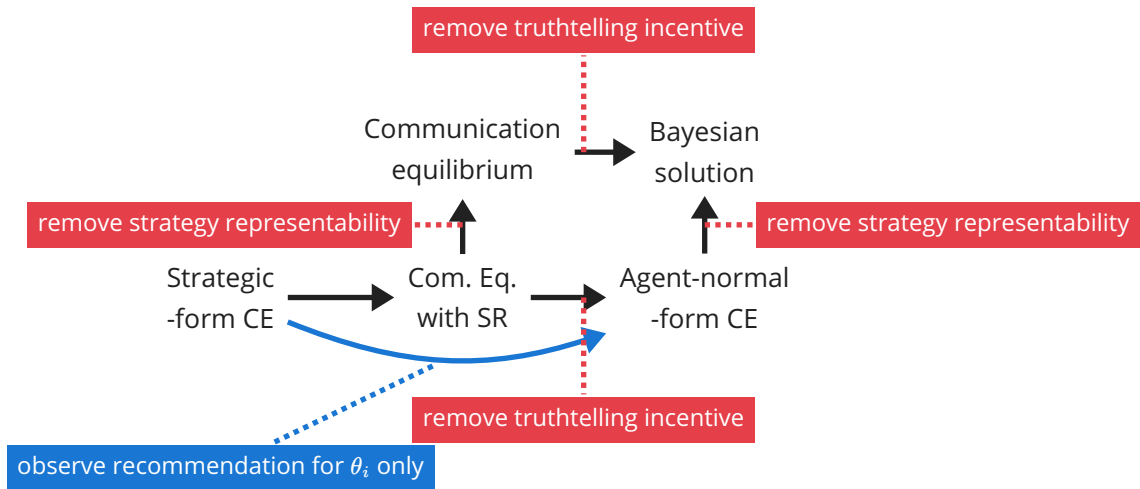 remove truthtelling incentive
Communication
equilibrium
Bayesian
solution
remove strategy representability
remove strategy representability
Strategic
-form CE
Com. Eq.
with SR
Agent-normal
-form CE
remove truthtelling incentive
observe recommendation for θᵢ only